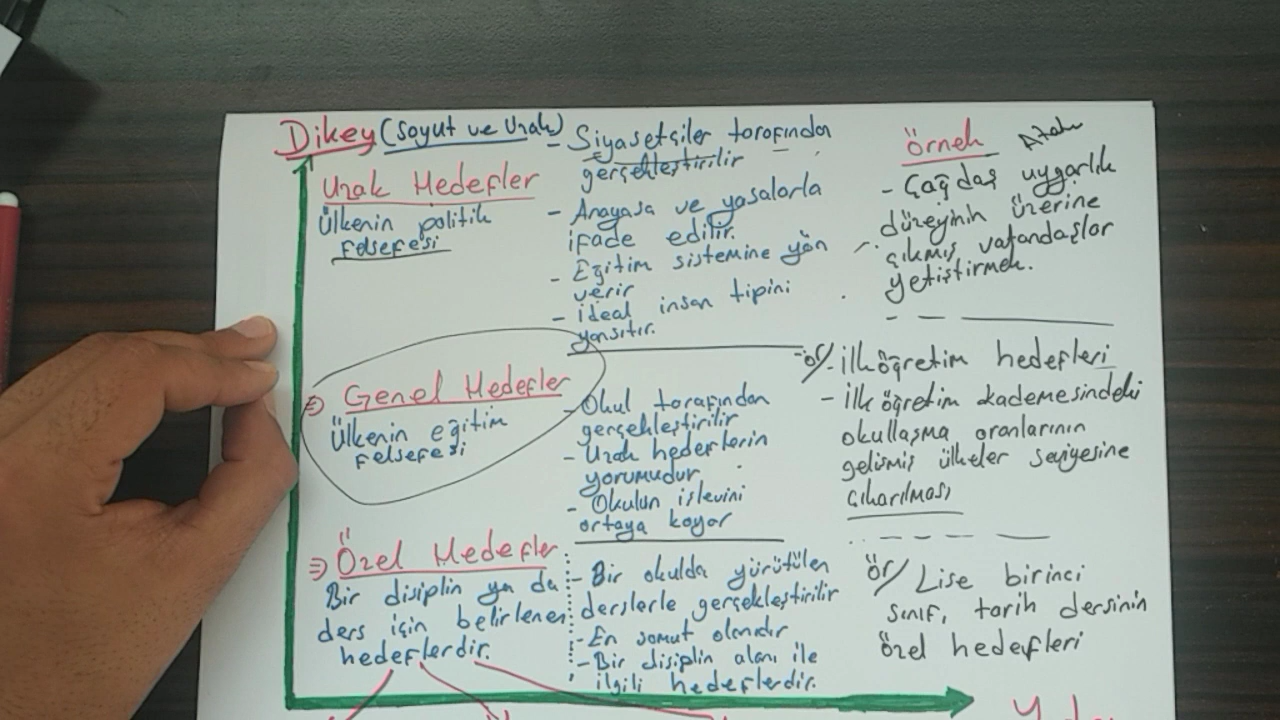 Dikey (Soyut ve Uzak)
Uzak Hedefler
Ülkenin politik
felsefesi
- Siyasetçiler tarafından
gerçekleştirilir
- Anayasa ve yasalarla
ifade edilir.
- Eğitim sistemine yön
verir
- İdeal insan tipini
yansıtır.
Örnek
- Çağdaş uygarlık
düzeyinin üzerine
çıkmış vatandaşlar
yetiştirmek.
⇒ Genel Hedefler
Ülkenin eğitim
felsefesi
- Okul tarafından
gerçekleştirilir
- Uzak hedeflerin
yorumudur
- Okulun işlevini
ortaya koyar
ör/ ilköğretim hedefleri
- ilk öğretim kademesindeki
okullaşma oranlarının
gelişmiş ülkeler seviyesine
çıkarılması
⇒ Özel Hedefler
Bir disiplin ya da
ders için belirlenen
hedeflerdir.
- Bir okulda yürütülen
derslerle gerçekleştirilir
- En somut olanıdır
- Bir disiplin alanı ile
ilgili hedeflerdir.
ör/ Lise birinci
sınıf, tarih dersinin
özel hedefleri